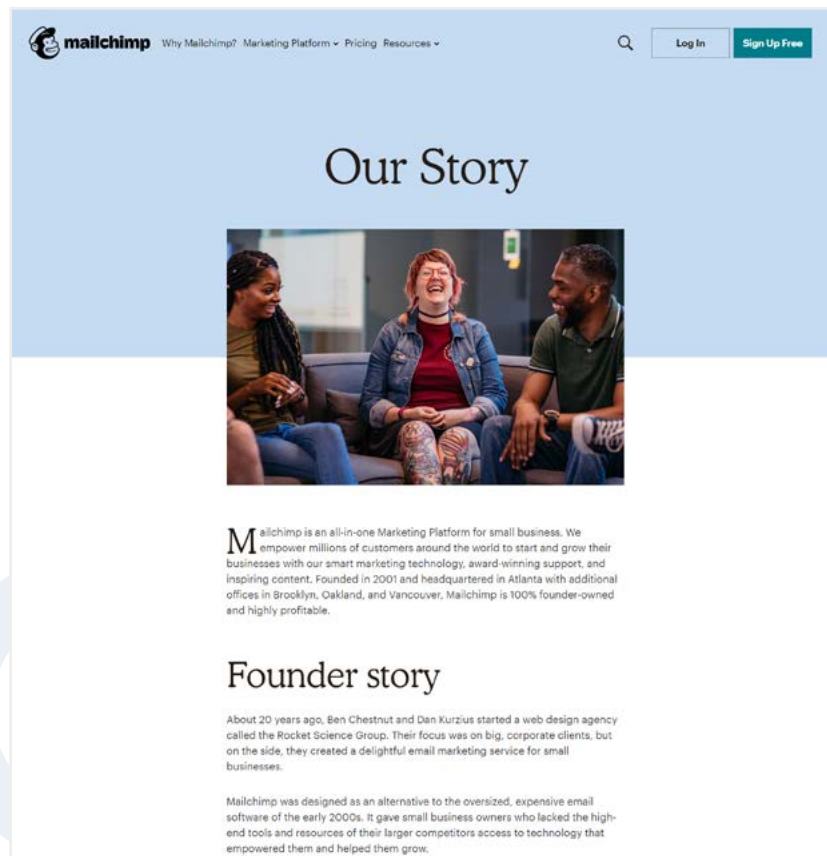 mailchimp Why Mailchimp? Marketing Platform Pricing Resources Log In Sign Up Free
Our Story
Mailchimp is an all-in-one Marketing Platform for small business. We
empower millions of customers around the world to start and grow their
businesses with our smart marketing technology, award-winning support, and
inspiring content. Founded in 2001 and headquartered in Atlanta with additional
offices in Brooklyn, Oakland, and Vancouver, Mailchimp is 100% founder-owned
and highly profitable.
Founder story
About 20 years ago, Ben Chestnut and Dan Kurzius started a web design agency
called the Rocket Science Group. Their focus was on big, corporate clients, but
on the side, they created a delightful email marketing service for small
businesses.
Mailchimp was designed as an alternative to the oversized, expensive email
software of the early 2000s. It gave small business owners who lacked the high-
end tools and resources of their larger competitors access to technology that
empowered them and helped them grow.